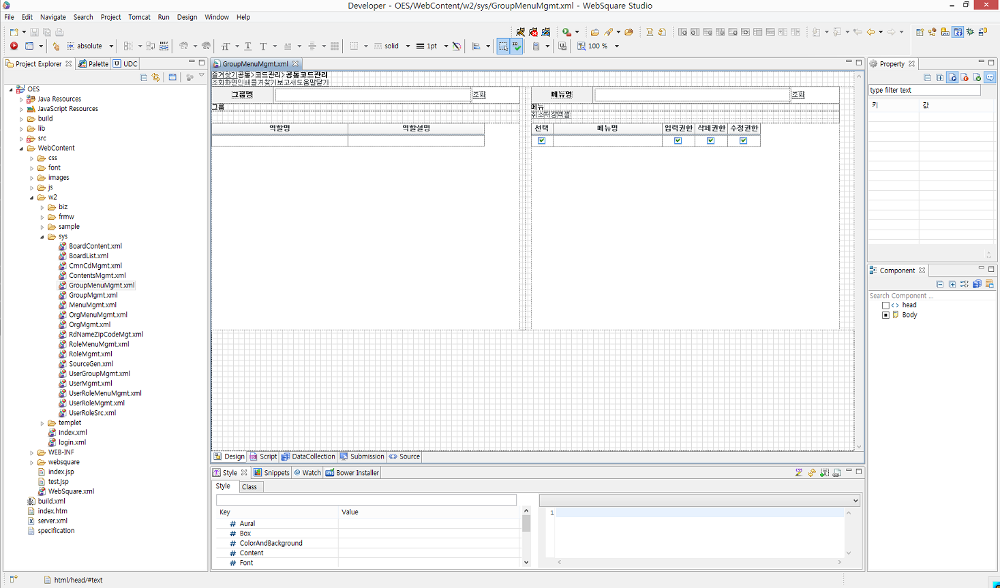 Developer - OES/WebContent/w2/sys/GroupMenuMgmt.xml - WebSquare Studio
File Edit Navigate Search Project Tomcat Run Design Window Help
absolute solid 1pt 100 %
Project Explorer Palette UDC
OES
Java Resources
JavaScript Resources
build
lib
src
WebContent
css
font
images
js
w2
biz
frmw
sample
sys
BoardContent.xml
BoardList.xml
CmnCdMgmt.xml
ContentsMgmt.xml
GroupMenuMgmt.xml
GroupMgmt.xml
MenuMgmt.xml
OrgMenuMgmt.xml
OrgMgmt.xml
RdNameZipCodeMgt.xml
RoleMenuMgmt.xml
RoleMgmt.xml
SourceGen.xml
UserGroupMgmt.xml
UserMgmt.xml
UserRoleMenuMgmt.xml
UserRoleMgmt.xml
UserRoleSrc.xml
templet
index.xml
login.xml
WEB-INF
websquare
index.jsp
test.jsp
WebSquare.xml
build.xml
index.htm
server.xml
specification
GroupMenuMgmt.xml
즐겨찾기공통>코드관리>공통코드관리
조회화면인쇄즐겨찾기보고서도움말닫기
그룹명 조회 메뉴명 조회
그룹 메뉴
취소저장엑셀
역할명 역할설명 선택 메뉴명 입력권한 삭제권한 수정권한
Design Script DataCollection Submission Source
Style Snippets Watch Bower Installer
Style Class
Key Value
# Aural
# Box
# ColorAndBackground
# Content
# Font
1
Property
type filter text
키 값
Component
Search Component ...
head
Body
html/head/#text